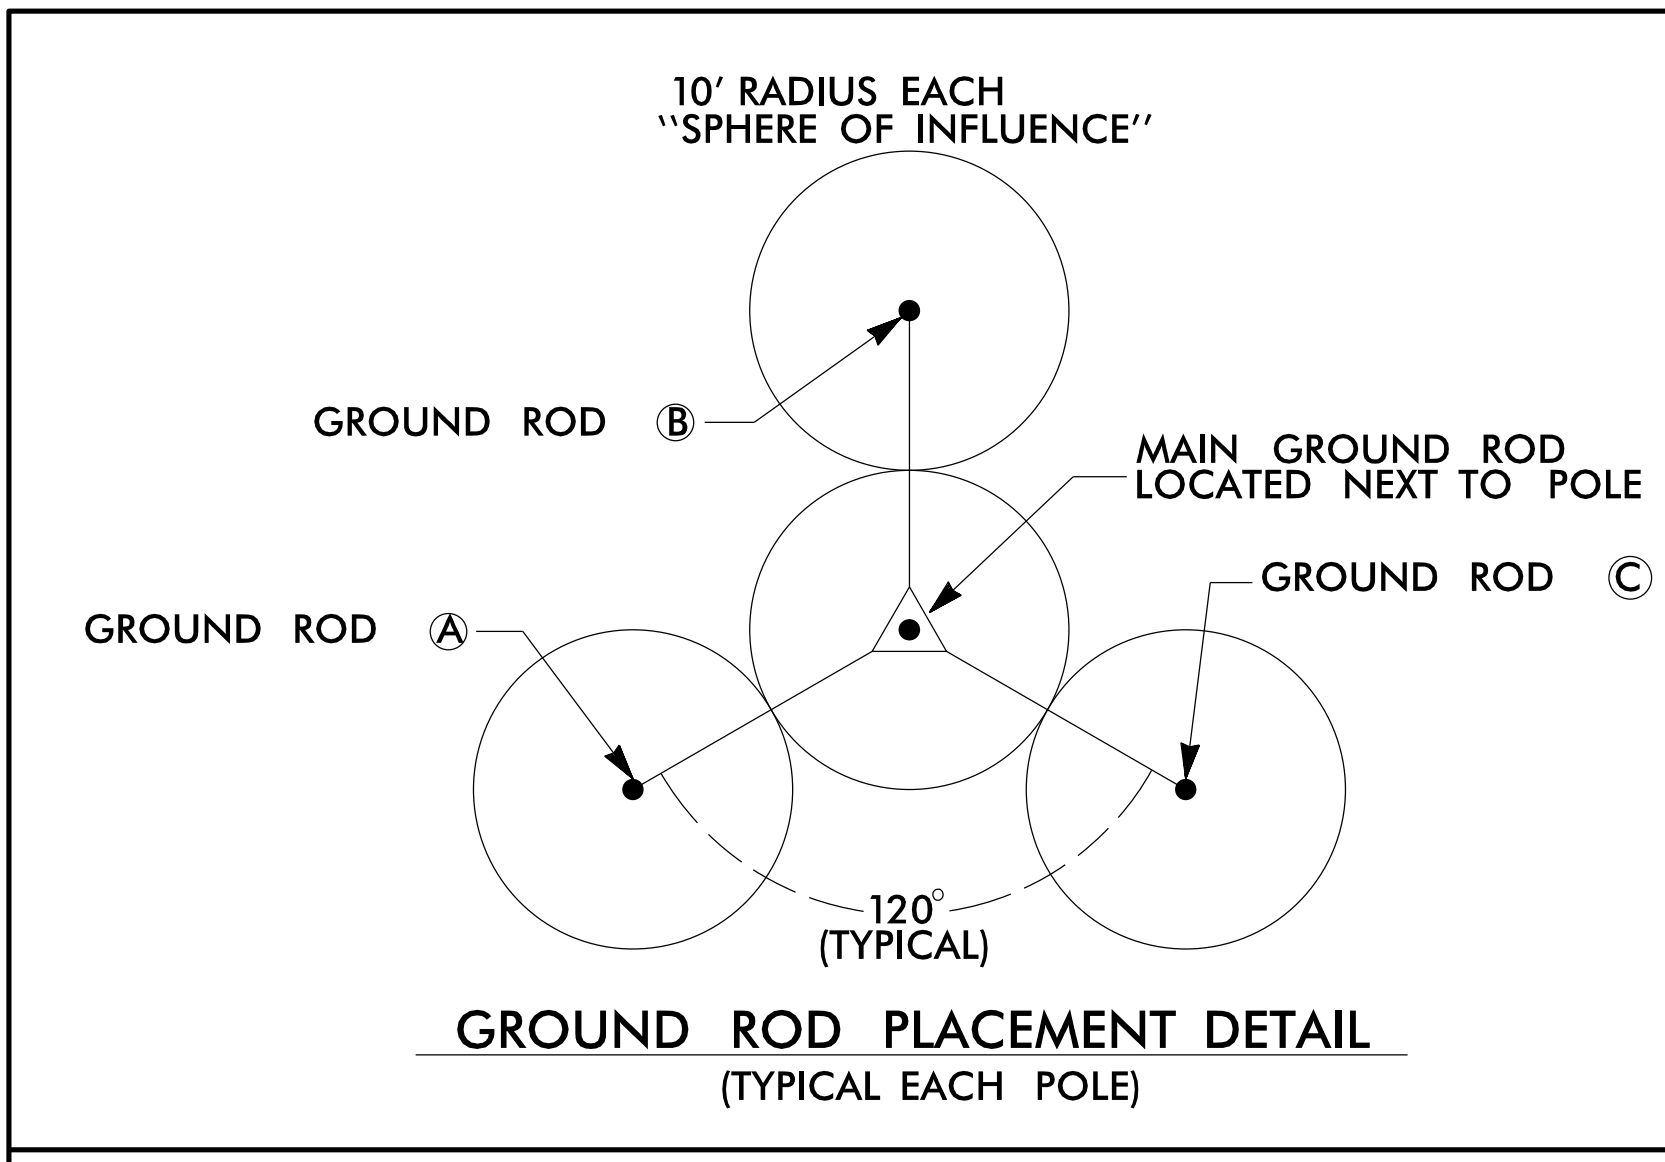 10' RADIUS EACH
''SPHERE OF INFLUENCE''
GROUND ROD B
MAIN GROUND ROD
LOCATED NEXT TO POLE
GROUND ROD C
GROUND ROD A
120°
(TYPICAL)
GROUND ROD PLACEMENT DETAIL
(TYPICAL EACH POLE)